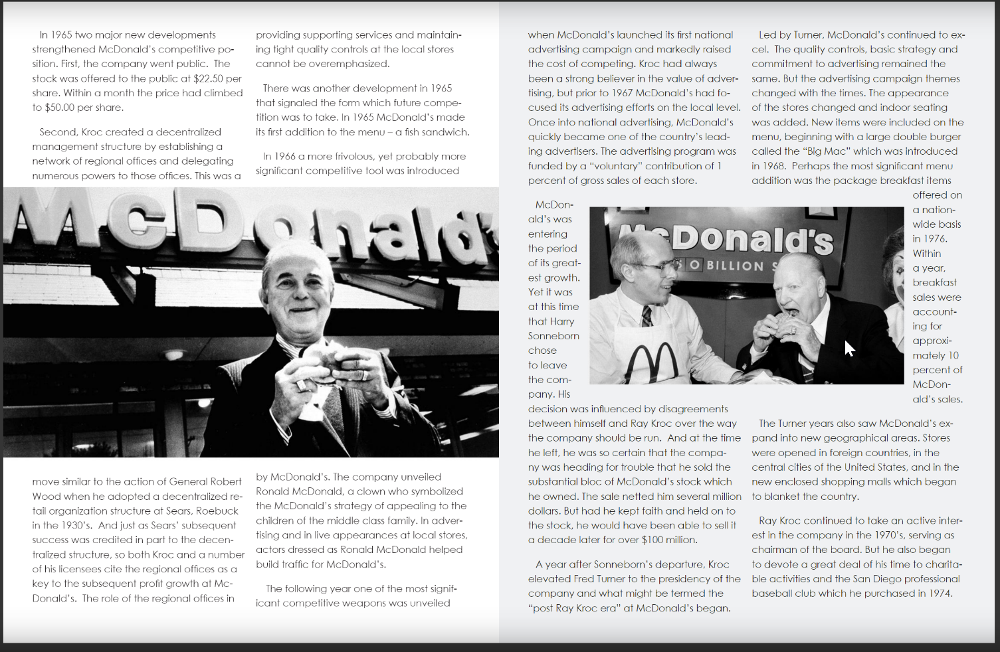 In 1965 two major new developments
strengthened McDonald's competitive po-
sition. First, the company went public.  The
stock was offered to the public at $22.50 per
share. Within a month the price had climbed
to $50.00 per share.
Second, Kroc created a decentralized
management structure by establishing a
network of regional offices and delegating
numerous powers to those offices. This was a
McDonald's
move similar to the action of General Robert
Wood when he adopted a decentralized re-
tail organization structure at Sears, Roebuck
in the 1930's.  And just as Sears' subsequent
success was credited in part to the decen-
tralized structure, so both Kroc and a number
of his licensees cite the regional offices as a
key to the subsequent profit growth at Mc-
Donald's.  The role of the regional offices in
providing supporting services and maintain-
ing tight quality controls at the local stores
cannot be overemphasized.
There was another development in 1965
that signaled the form which future compe-
tition was to take. In 1965 McDonald's made
its first addition to the menu – a fish sandwich.
In 1966 a more frivolous, yet probably more
significant competitive tool was introduced
by McDonald's. The company unveiled
Ronald McDonald, a clown who symbolized
the McDonald's strategy of appealing to the
children of the middle class family. In adver-
tising and in live appearances at local stores,
actors dressed as Ronald McDonald helped
build traffic for McDonald's.
The following year one of the most signif-
icant competitive weapons was unveiled
when McDonald's launched its first national
advertising campaign and markedly raised
the cost of competing. Kroc had always
been a strong believer in the value of adver-
tising, but prior to 1967 McDonald's had fo-
cused its advertising efforts on the local level.
Once into national advertising, McDonald's
quickly became one of the country's lead-
ing advertisers. The advertising program was
funded by a "voluntary" contribution of 1
percent of gross sales of each store.
McDon-
ald's was
entering
the period
of its great-
est growth.
Yet it was
at this time
that Harry
Sonneborn
chose
to leave
the com-
pany. His
decision was influenced by disagreements
between himself and Ray Kroc over the way
the company should be run.  And at the time
he left, he was so certain that the compa-
ny was heading for trouble that he sold the
substantial bloc of McDonald's stock which
he owned. The sale netted him several million
dollars. But had he kept faith and held on to
the stock, he would have been able to sell it
a decade later for over $100 million.
A year after Sonneborn's departure, Kroc
elevated Fred Turner to the presidency of the
company and what might be termed the
"post Ray Kroc era" at McDonald's began.
McDonald's
O BILLION S
Led by Turner, McDonald's continued to ex-
cel.  The quality controls, basic strategy and
commitment to advertising remained the
same. But the advertising campaign themes
changed with the times. The appearance
of the stores changed and indoor seating
was added. New items were included on the
menu, beginning with a large double burger
called the "Big Mac" which was introduced
in 1968.  Perhaps the most significant menu
addition was the package breakfast items
offered on
a nation-
wide basis
in 1976.
Within
a year,
breakfast
sales were
account-
ing for
approxi-
mately 10
percent of
McDon-
ald's sales.
The Turner years also saw McDonald's ex-
pand into new geographical areas. Stores
were opened in foreign countries, in the
central cities of the United States, and in the
new enclosed shopping malls which began
to blanket the country.
Ray Kroc continued to take an active inter-
est in the company in the 1970's, serving as
chairman of the board. But he also began
to devote a great deal of his time to charita-
ble activities and the San Diego professional
baseball club which he purchased in 1974.